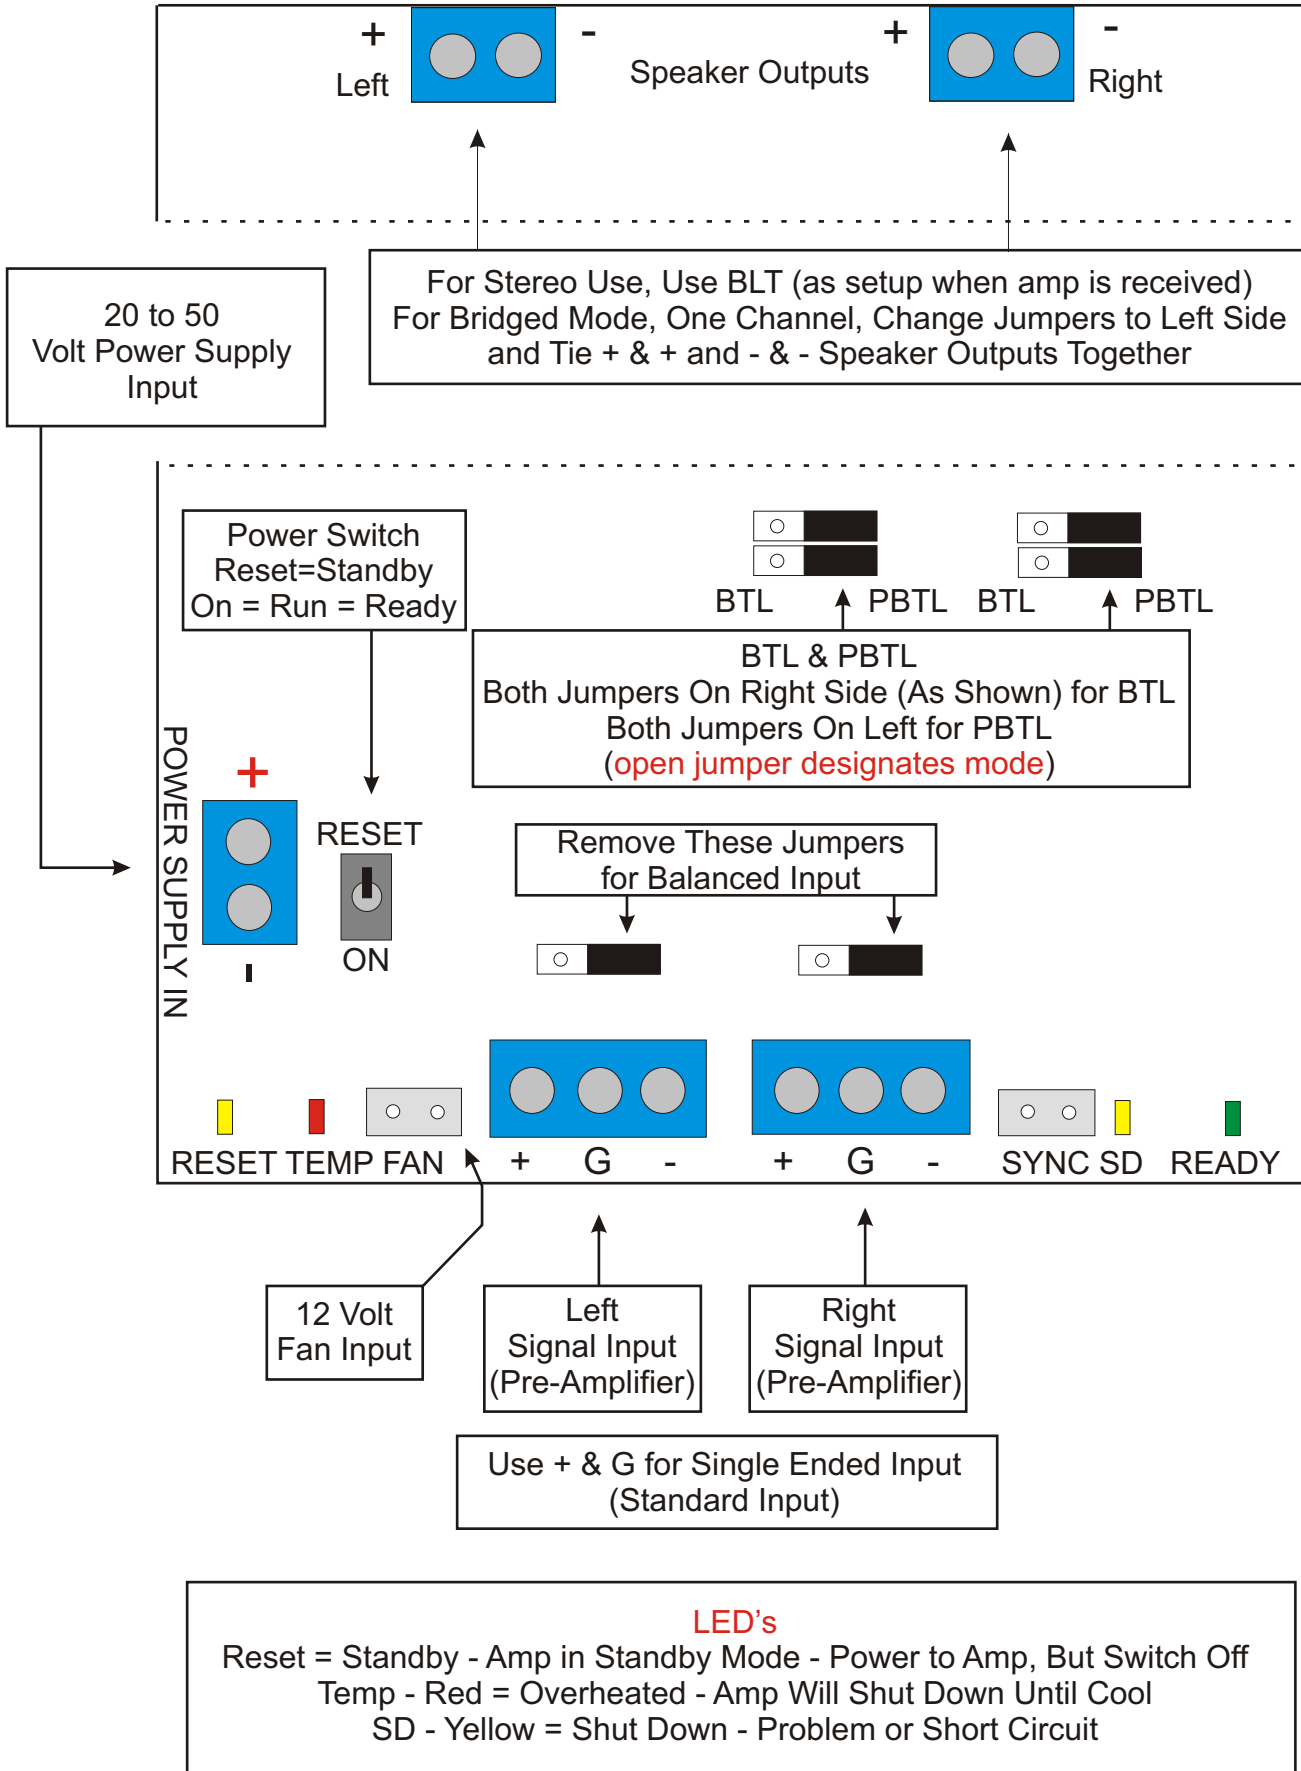 + - + -
Left Speaker Outputs Right
For Stereo Use, Use BLT (as setup when amp is received)
For Bridged Mode, One Channel, Change Jumpers to Left Side
and Tie + & + and - & - Speaker Outputs Together
20 to 50
Volt Power Supply
Input
Power Switch
Reset=Standby
On = Run = Ready
BTL PBTL BTL PBTL
BTL & PBTL
Both Jumpers On Right Side (As Shown) for BTL
Both Jumpers On Left for PBTL
(open jumper designates mode)
POWER SUPPLY IN
+
-
RESET
ON
Remove These Jumpers
for Balanced Input
RESET TEMP FAN + G - + G - SYNC SD READY
12 Volt
Fan Input
Left
Signal Input
(Pre-Amplifier)
Right
Signal Input
(Pre-Amplifier)
Use + & G for Single Ended Input
(Standard Input)
LED's
Reset = Standby - Amp in Standby Mode - Power to Amp, But Switch Off
Temp - Red = Overheated - Amp Will Shut Down Until Cool
SD - Yellow = Shut Down - Problem or Short Circuit